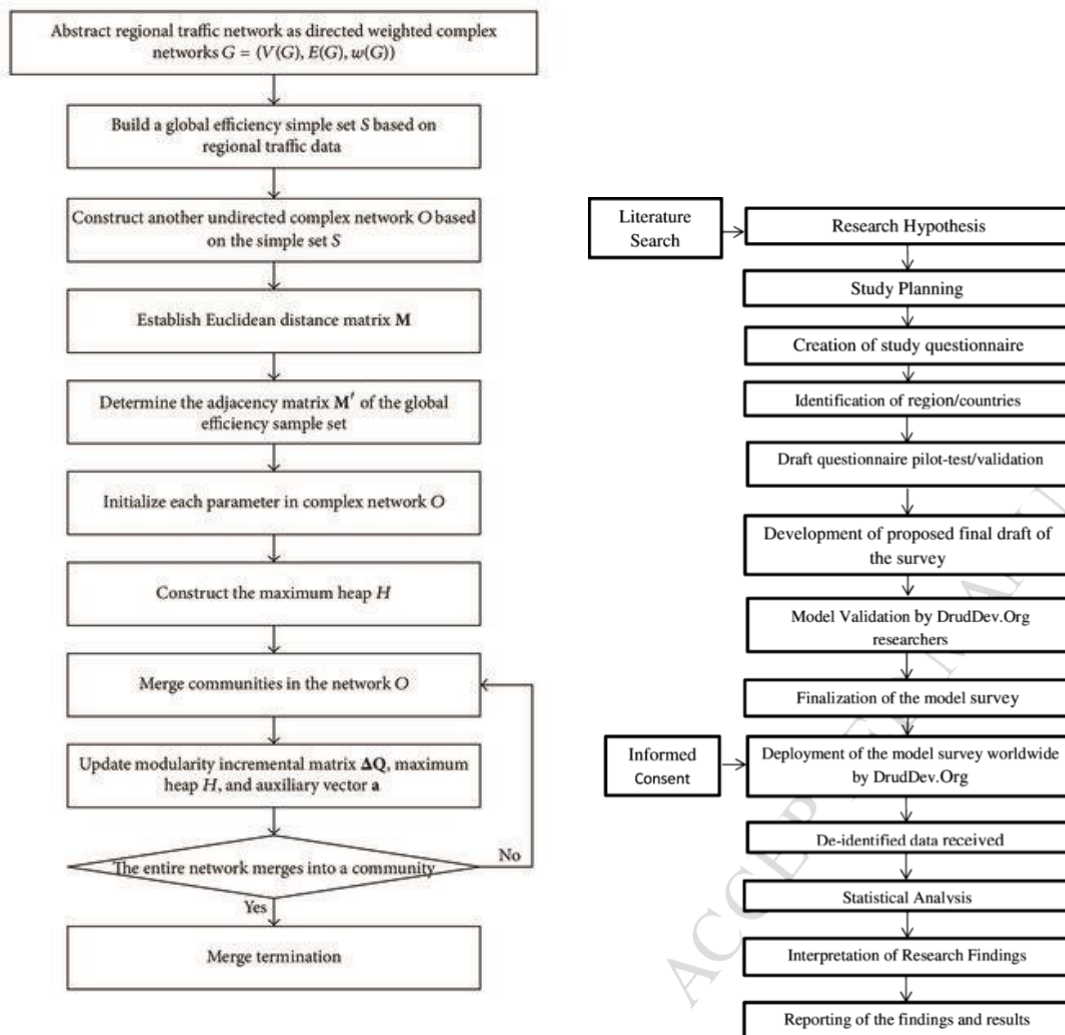 Abstract regional traffic network as directed weighted complex
networks G = (V(G), E(G), w(G))
Build a global efficiency simple set S based on
regional traffic data
Construct another undirected complex network O based
on the simple set S
Establish Euclidean distance matrix M
Determine the adjacency matrix M′ of the global
efficiency sample set
Initialize each parameter in complex network O
Construct the maximum heap H
Merge communities in the network O
Update modularity incremental matrix ΔQ, maximum
heap H, and auxiliary vector a
The entire network merges into a community
No
Yes
Merge termination
Literature
Search
Research Hypothesis
Study Planning
Creation of study questionnaire
Identification of region/countries
Draft questionnaire pilot-test/validation
Development of proposed final draft of
the survey
Model Validation by DrudDev.Org
researchers
Finalization of the model survey
Informed
Consent
Deployment of the model survey worldwide
by DrudDev.Org
De-identified data received
Statistical Analysis
Interpretation of Research Findings
Reporting of the findings and results